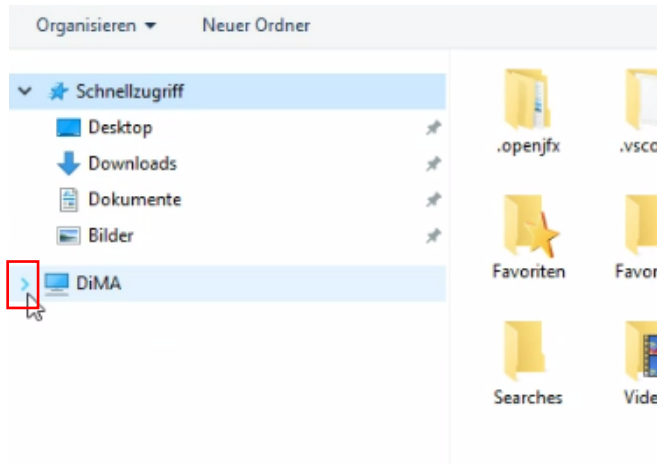 Organisieren Neuer Ordner
Schnellzugriff
Desktop
Downloads
Dokumente
Bilder
DiMA
.openjfx .vsco
Favoriten Favor
Searches Vide